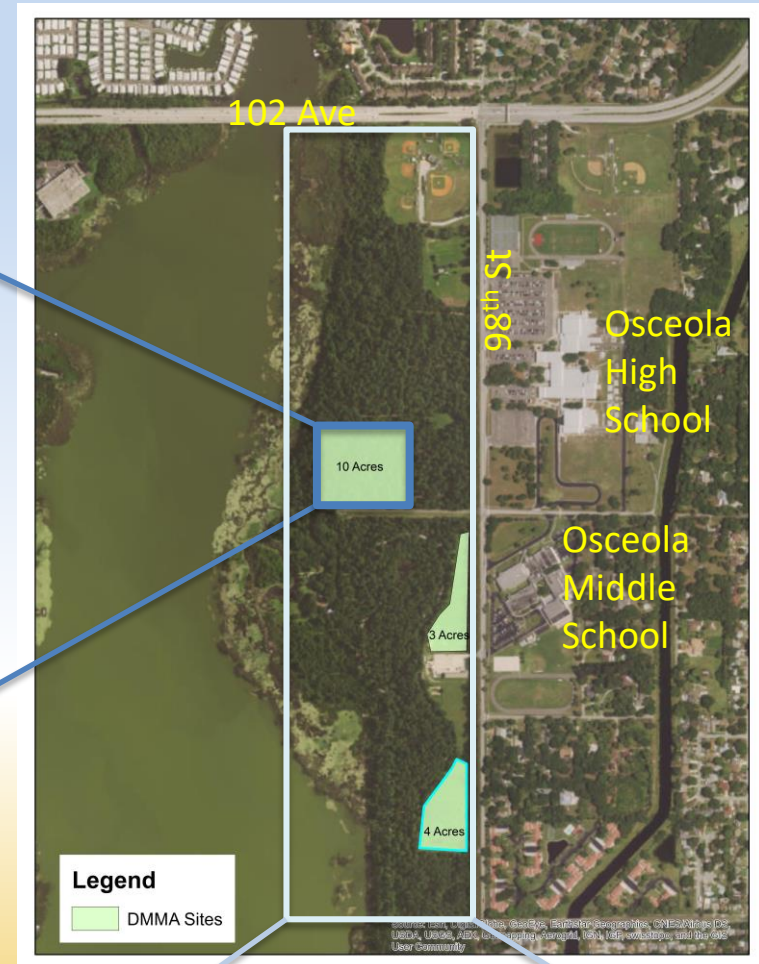 102 Ave
98th St
Osceola
High
School
10 Acres
Osceola
Middle
School
3 Acres
4 Acres
Legend
DMMA Sites
User Community